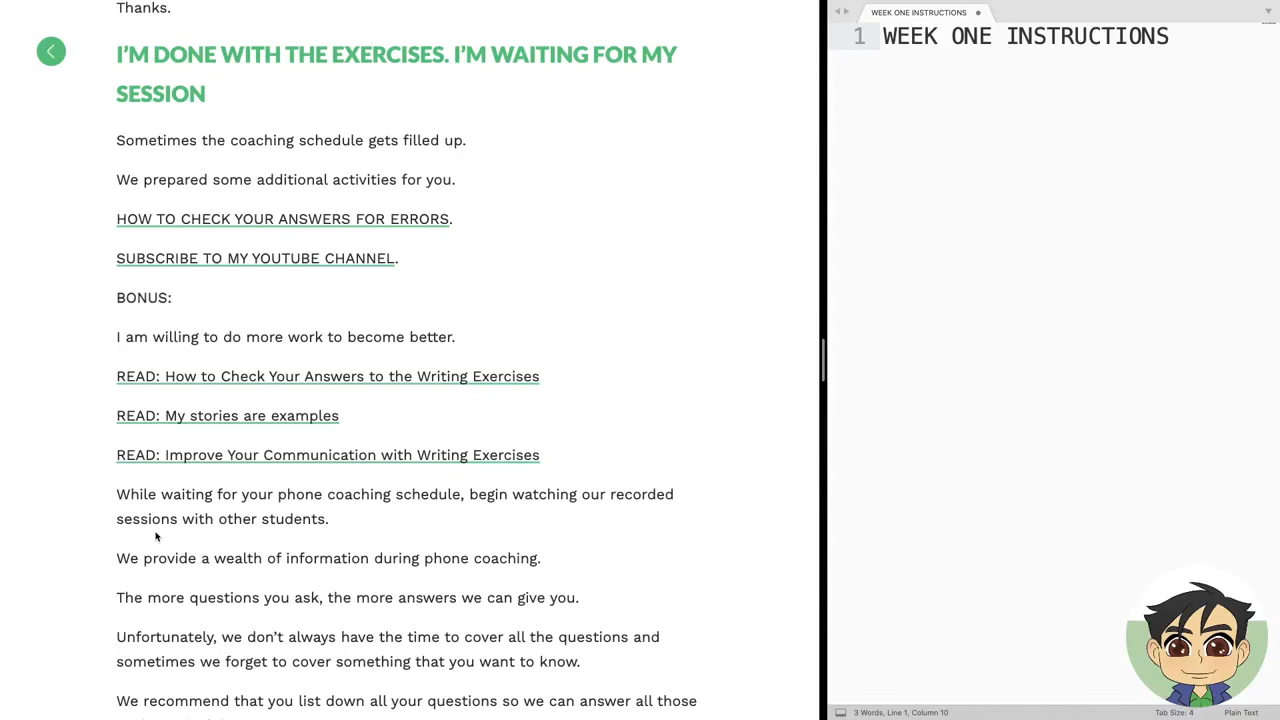 Thanks.
I'M DONE WITH THE EXERCISES. I'M WAITING FOR MY
SESSION
Sometimes the coaching schedule gets filled up.
We prepared some additional activities for you.
HOW TO CHECK YOUR ANSWERS FOR ERRORS.
SUBSCRIBE TO MY YOUTUBE CHANNEL.
BONUS:
I am willing to do more work to become better.
READ: How to Check Your Answers to the Writing Exercises
READ: My stories are examples
READ: Improve Your Communication with Writing Exercises
While waiting for your phone coaching schedule, begin watching our recorded
sessions with other students.
We provide a wealth of information during phone coaching.
The more questions you ask, the more answers we can give you.
Unfortunately, we don't always have the time to cover all the questions and
sometimes we forget to cover something that you want to know.
We recommend that you list down all your questions so we can answer all those
WEEK ONE INSTRUCTIONS
1 WEEK ONE INSTRUCTIONS
3 Words, Line 1, Column 10
Tab Size: 4
Plain Text